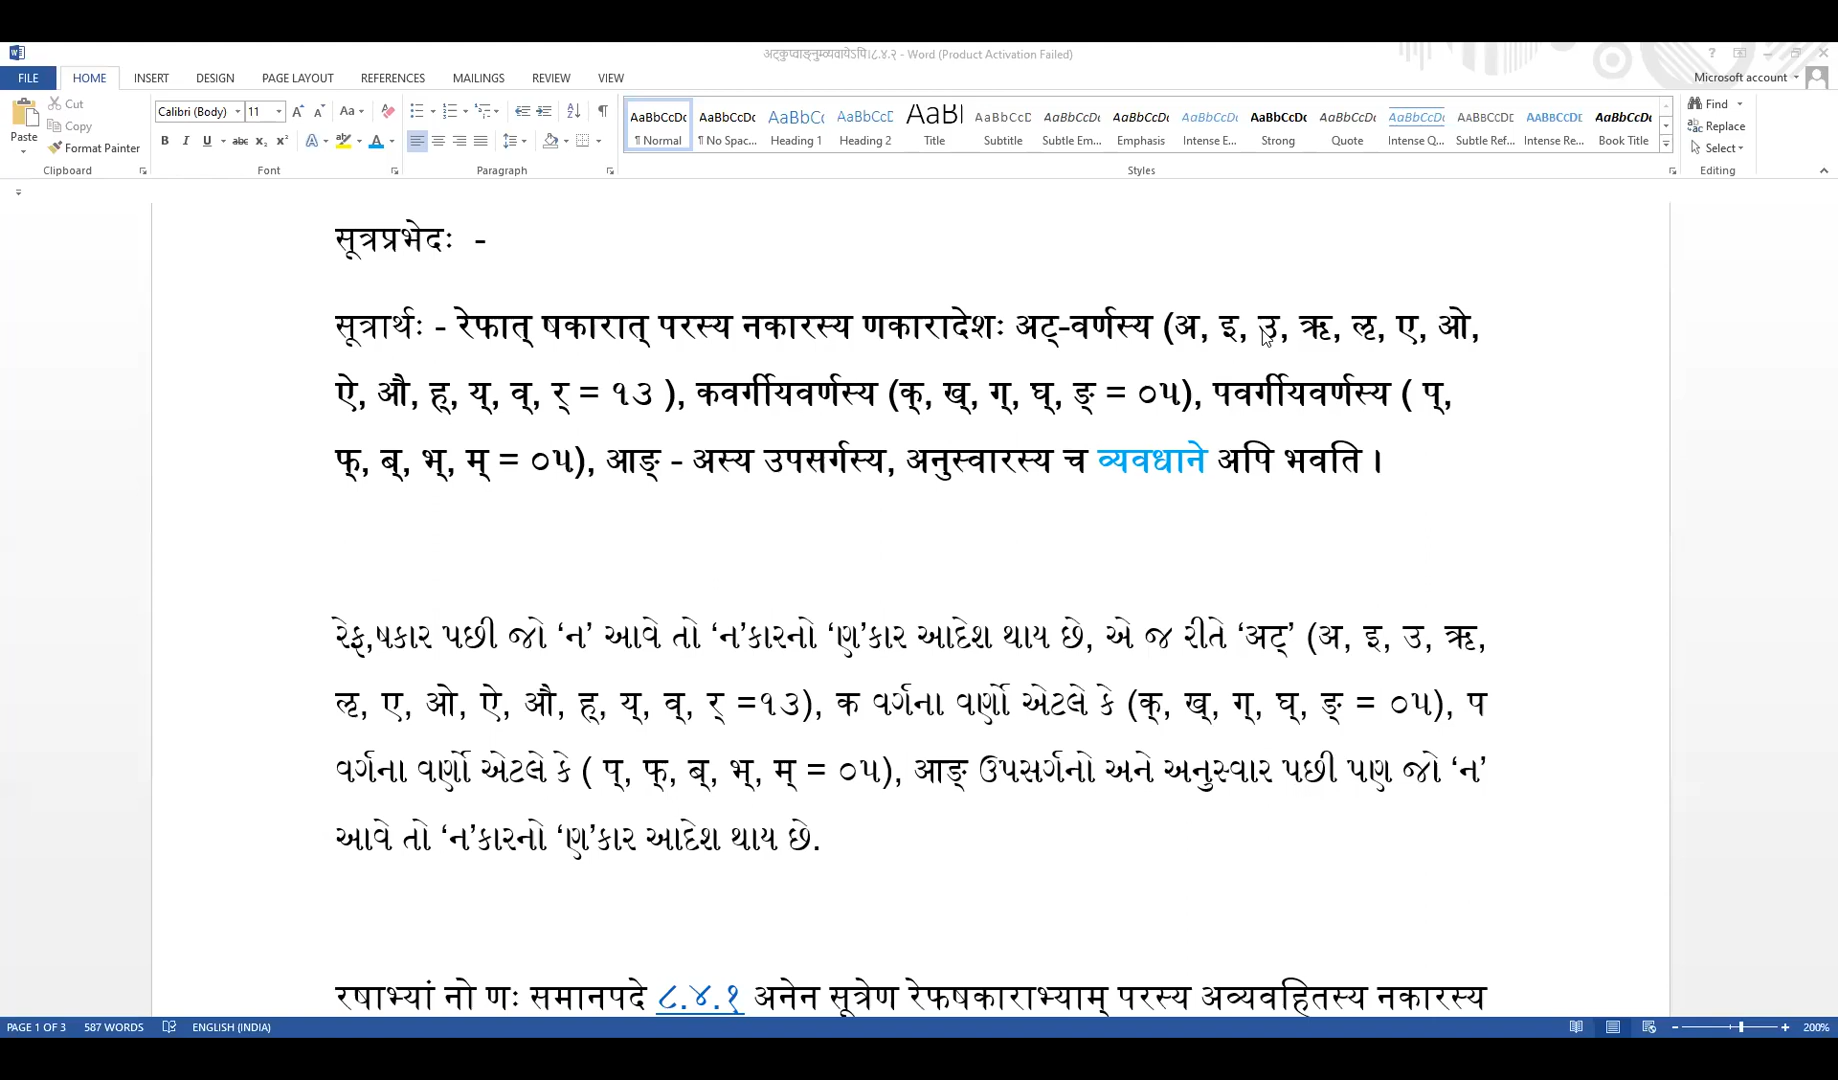 अट्कुप्वाङ्नुम्व्यवायेऽपि।८.४.२ - Word (Product Activation Failed)
FILE HOME INSERT DESIGN PAGE LAYOUT REFERENCES MAILINGS REVIEW VIEW Microsoft account
Cut
Copy
Paste
Format Painter
Calibri (Body) 11
AaBbCcDc AaBbCcDc AaBbCc AaBbCcD AaBl AaBbCcD AaBbCcDc AaBbCcDc AaBbCcDc AaBbCcDc AaBbCcDc AaBbCcDc AaBbCcDc AaBbCcDc AaBbCcDc
¶ Normal ¶ No Spac... Heading 1 Heading 2 Title Subtitle Subtle Em... Emphasis Intense E... Strong Quote Intense Q... Subtle Ref... Intense Re... Book Title
Find
Replace
Select
Clipboard Font Paragraph Styles Editing
सूत्रप्रभेदः -
सूत्रार्थः - रेफात् षकारात् परस्य नकारस्य णकारादेशः अट्-वर्णस्य (अ, इ, उ, ऋ, ऌ, ए, ओ,
ऐ, औ, ह्, य्, व्, र् = १३ ), कवर्गीयवर्णस्य (क्, ख्, ग्, घ्, ङ् = ०५), पवर्गीयवर्णस्य ( प्,
फ्, ब्, भ्, म् = ०५), आङ् - अस्य उपसर्गस्य, अनुस्वारस्य च व्यवधाने अपि भवति ।
રેફ,ષકાર પછી જો ‘ન’ આવે તો ‘ન’કારનો ‘ણ’કાર આદેશ થાય છે, એ જ રીતે ‘अट्’ (अ, इ, उ, ऋ,
ऌ, ए, ओ, ऐ, औ, ह्, य्, व्, र् =१३), क વર્ગના વર્ણો એટલે કે (क्, ख्, ग्, घ्, ङ् = ०५), प
વર્ગના વર્ણો એટલે કે ( प्, फ्, ब्, भ्, म् = ०५), आङ् ઉપસર્ગનો અને અનુસ્વાર પછી પણ જો ‘ન’
આવે તો ‘ન’કારનો ‘ણ’કાર આદેશ થાય છે.
रषाभ्यां नो णः समानपदे ८.४.१ अनेन सूत्रेण रेफषकाराभ्याम् परस्य अव्यवहितस्य नकारस्य
PAGE 1 OF 3 587 WORDS ENGLISH (INDIA) 200%